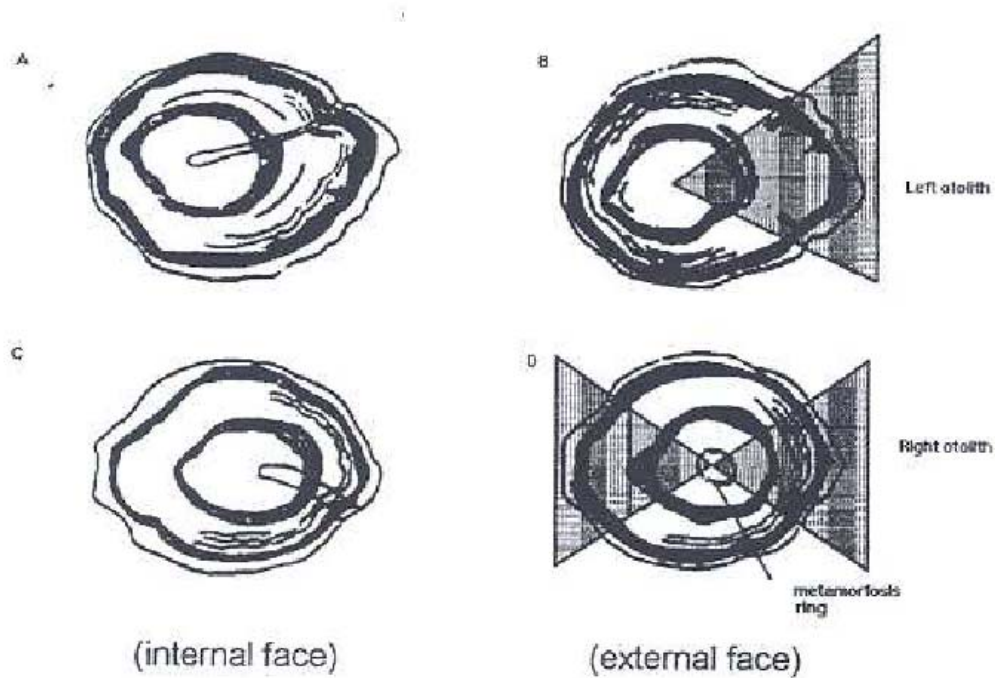 A
B
Left otolith
C
D
Right otolith
metamorfosis
ring
(internal face)
(external face)